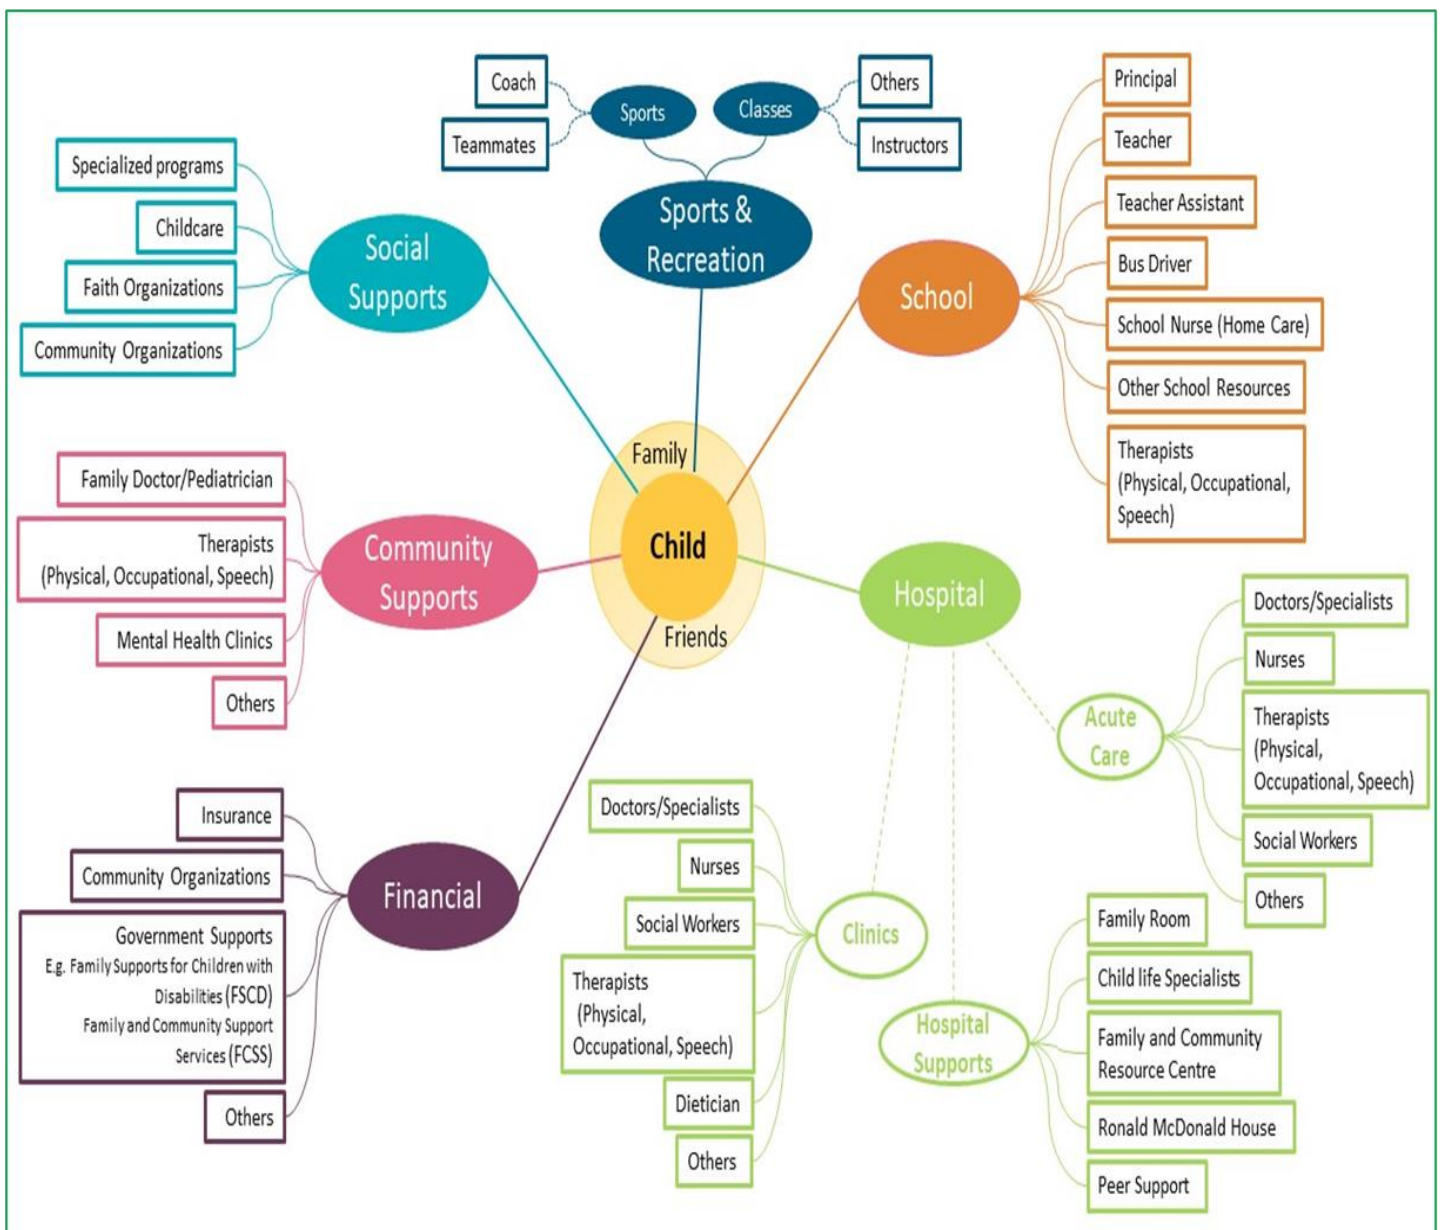 Coach
Teammates
Sports
Classes
Others
Instructors
Sports &
Recreation
Specialized programs
Childcare
Faith Organizations
Community Organizations
Social
Supports
School
Principal
Teacher
Teacher Assistant
Bus Driver
School Nurse (Home Care)
Other School Resources
Therapists
(Physical, Occupational,
Speech)
Family
Child
Friends
Family Doctor/Pediatrician
Therapists
(Physical, Occupational, Speech)
Mental Health Clinics
Others
Community
Supports
Hospital
Acute
Care
Doctors/Specialists
Nurses
Therapists
(Physical,
Occupational, Speech)
Social Workers
Others
Insurance
Community Organizations
Government Supports
E.g. Family Supports for Children with
Disabilities (FSCD)
Family and Community Support
Services (FCSS)
Others
Financial
Doctors/Specialists
Nurses
Social Workers
Therapists
(Physical,
Occupational, Speech)
Dietician
Others
Clinics
Hospital
Supports
Family Room
Child life Specialists
Family and Community
Resource Centre
Ronald McDonald House
Peer Support